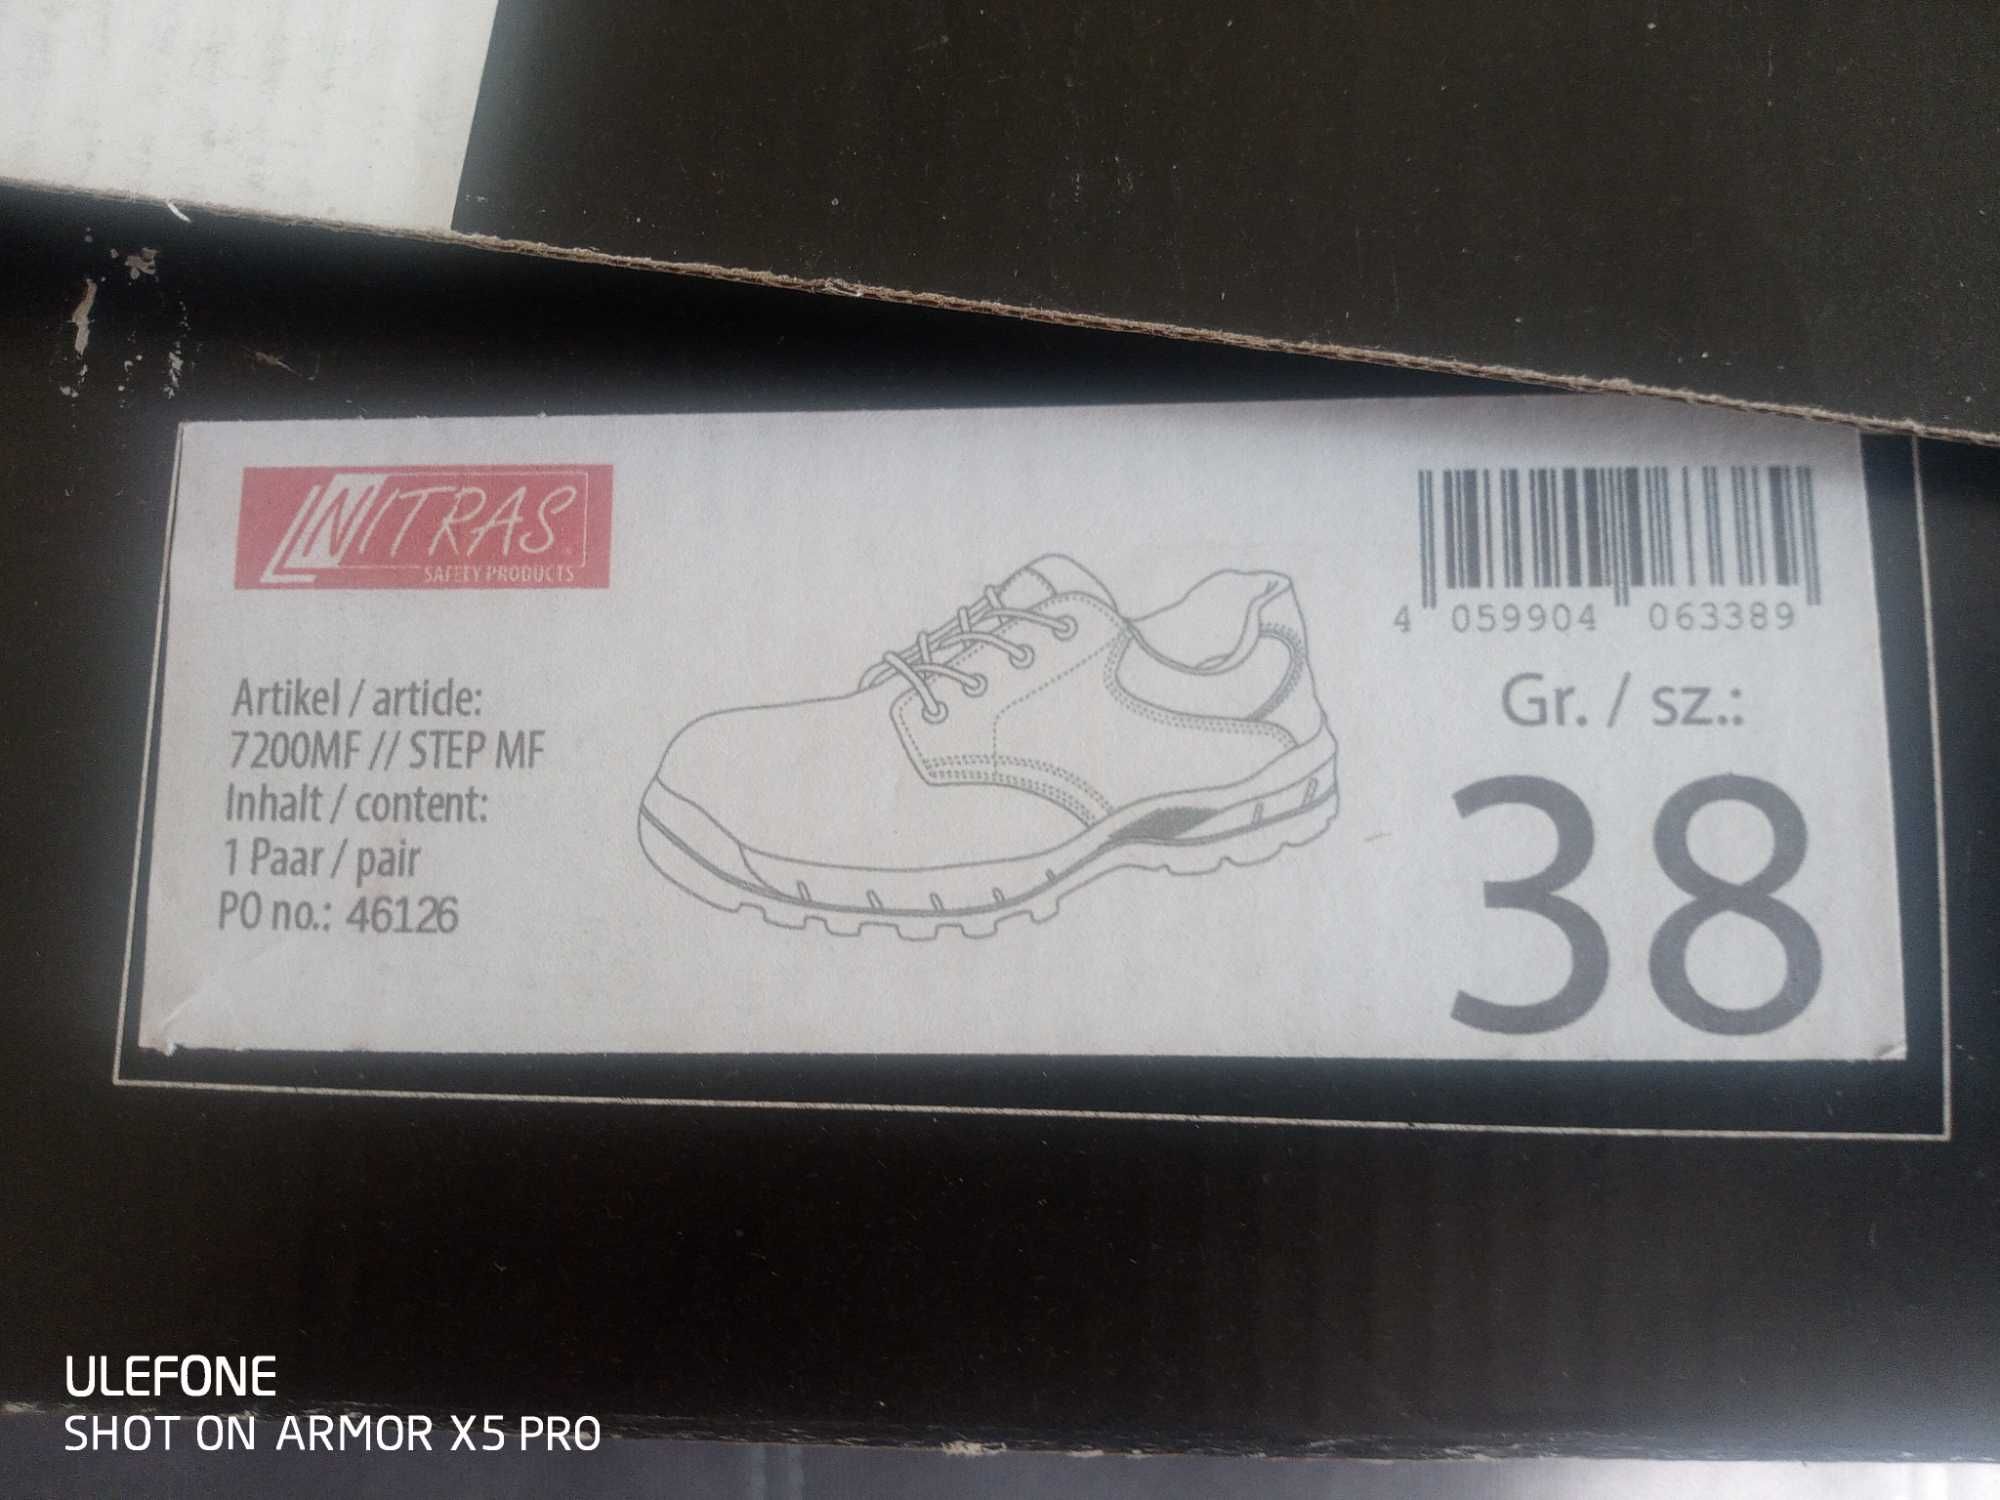 NITRAS
SAFETY PRODUCTS
Artikel / article:
7200MF // STEP MF
Inhalt / content:
1 Paar / pair
PO no.: 46126
4 059904 063389
Gr. / sz.:
38
ULEFONE
SHOT ON ARMOR X5 PRO